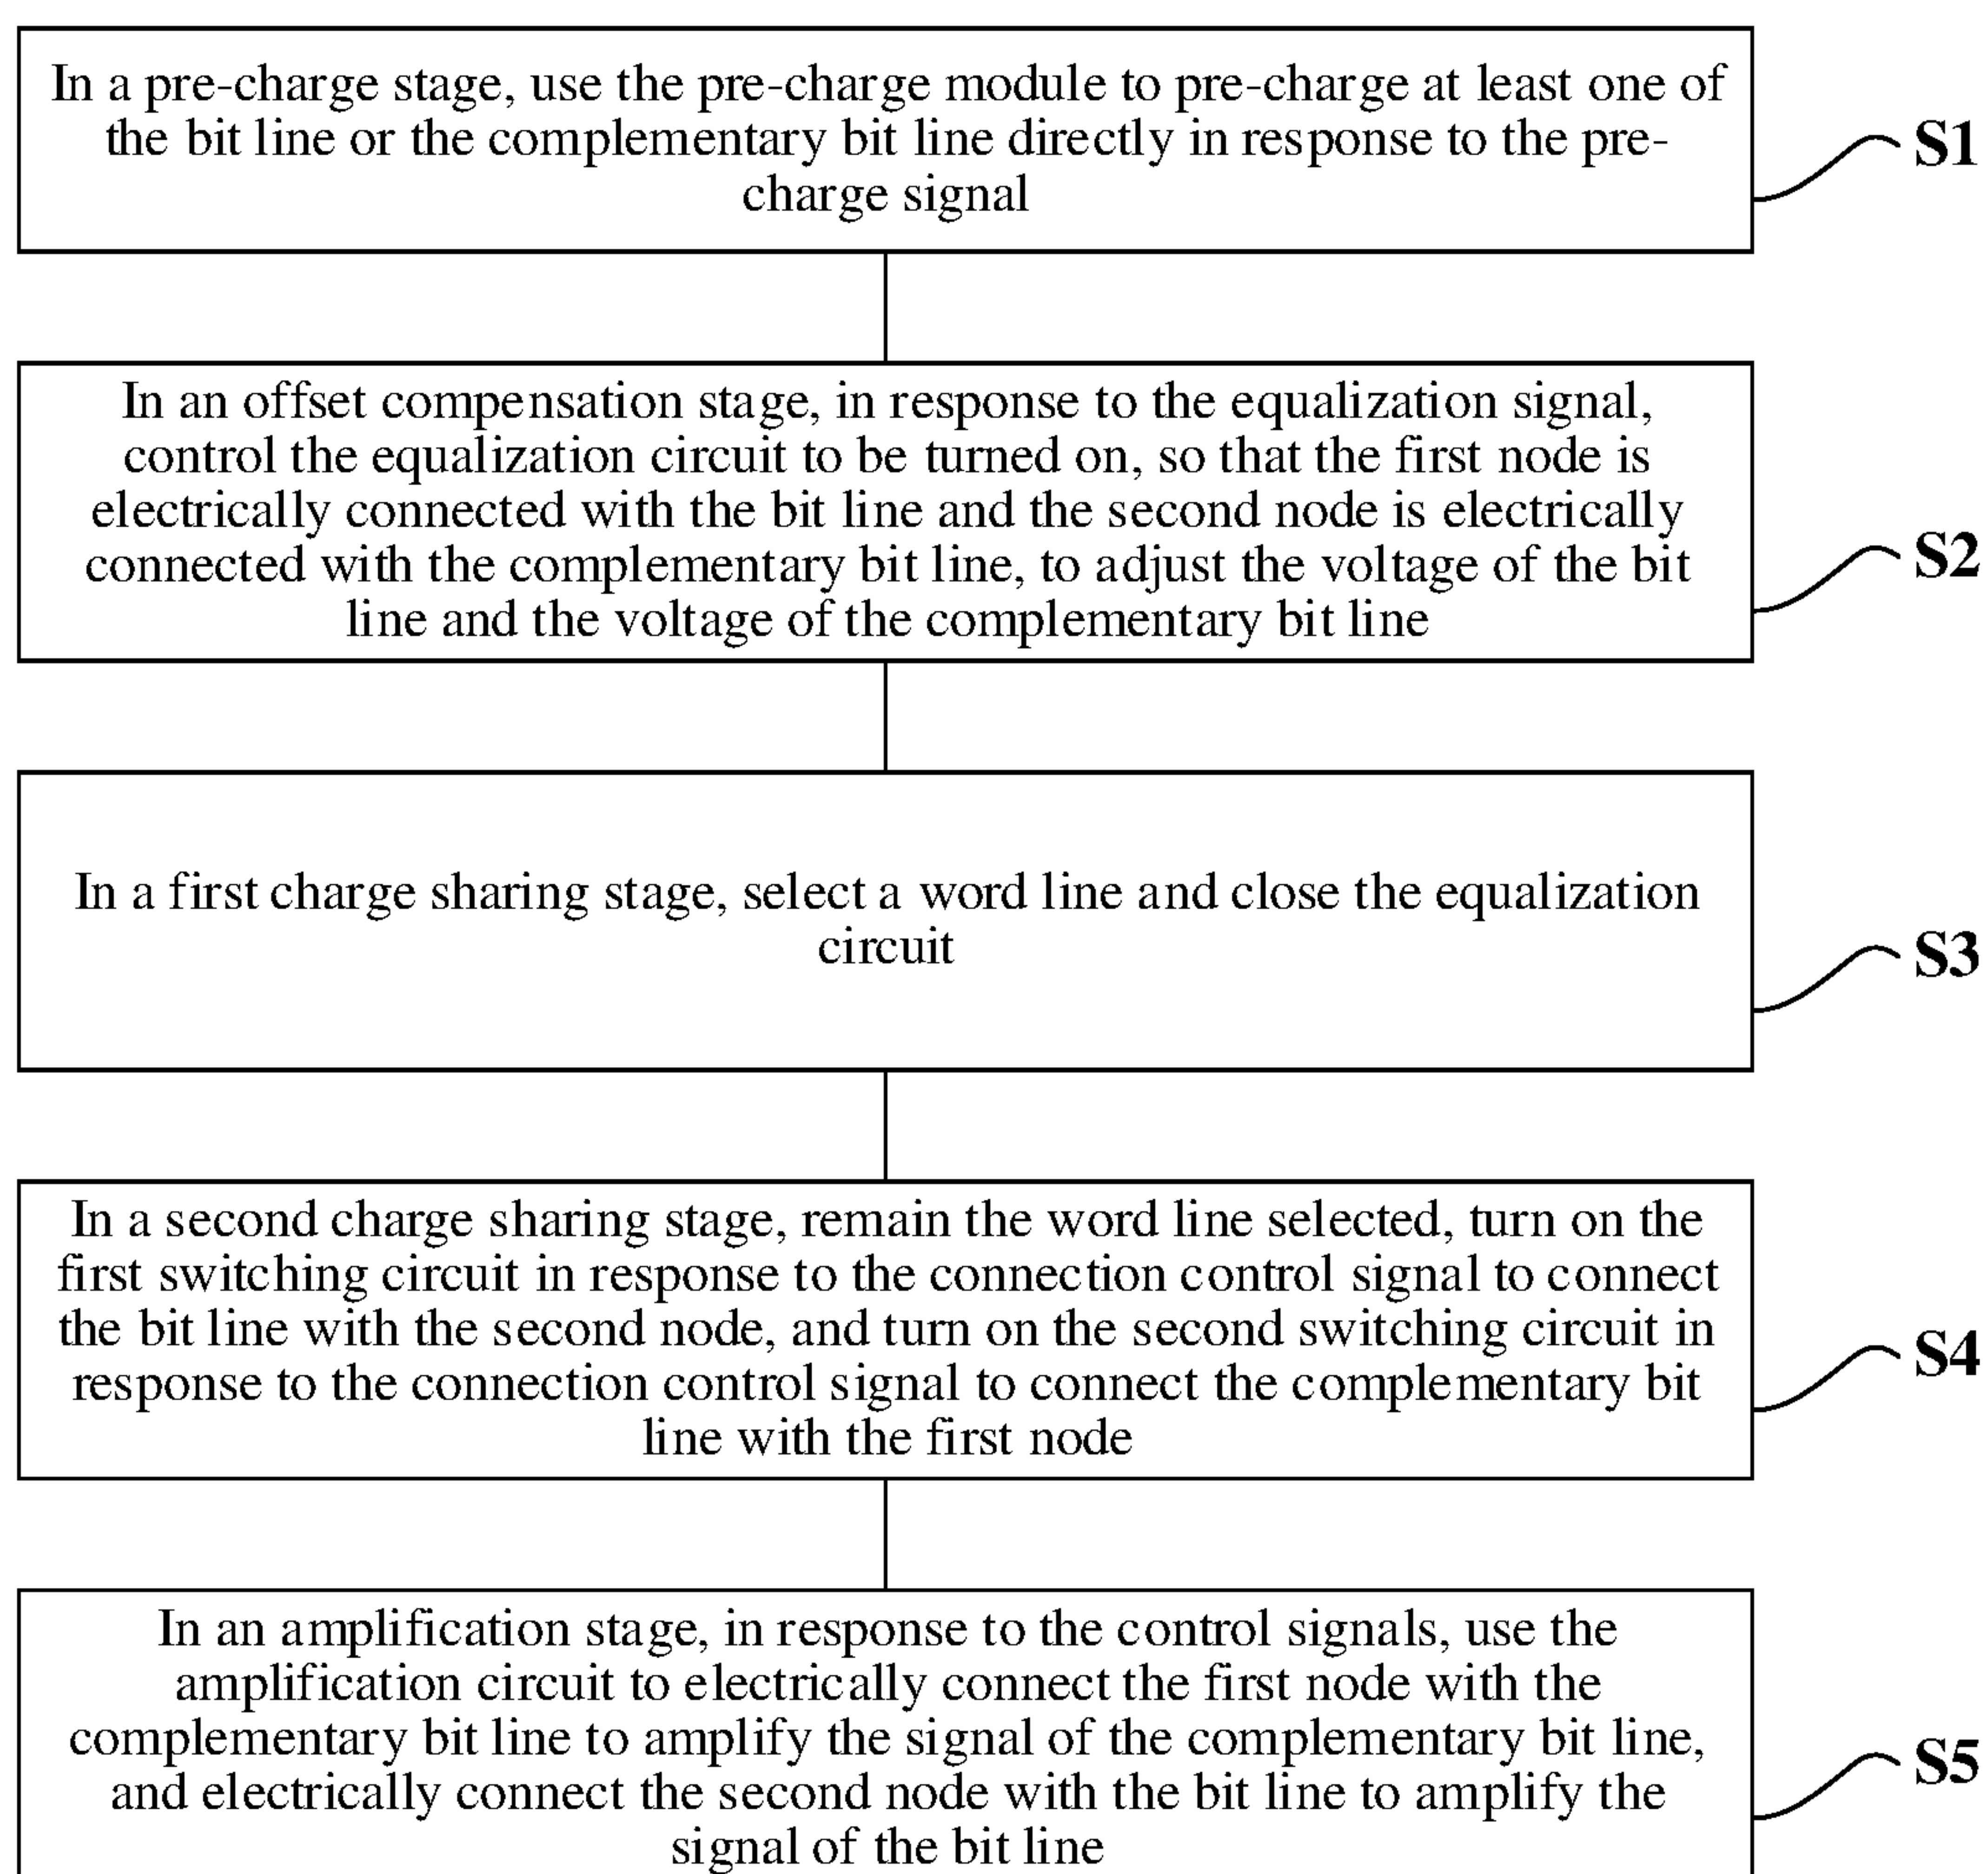 In a pre-charge stage, use the pre-charge module to pre-charge at least one of
the bit line or the complementary bit line directly in response to the pre-
charge signal
S1
In an offset compensation stage, in response to the equalization signal,
control the equalization circuit to be turned on, so that the first node is
electrically connected with the bit line and the second node is electrically
connected with the complementary bit line, to adjust the voltage of the bit
line and the voltage of the complementary bit line
S2
In a first charge sharing stage, select a word line and close the equalization
circuit
S3
In a second charge sharing stage, remain the word line selected, turn on the
first switching circuit in response to the connection control signal to connect
the bit line with the second node, and turn on the second switching circuit in
response to the connection control signal to connect the complementary bit
line with the first node
S4
In an amplification stage, in response to the control signals, use the
amplification circuit to electrically connect the first node with the
complementary bit line to amplify the signal of the complementary bit line,
and electrically connect the second node with the bit line to amplify the
signal of the bit line
S5